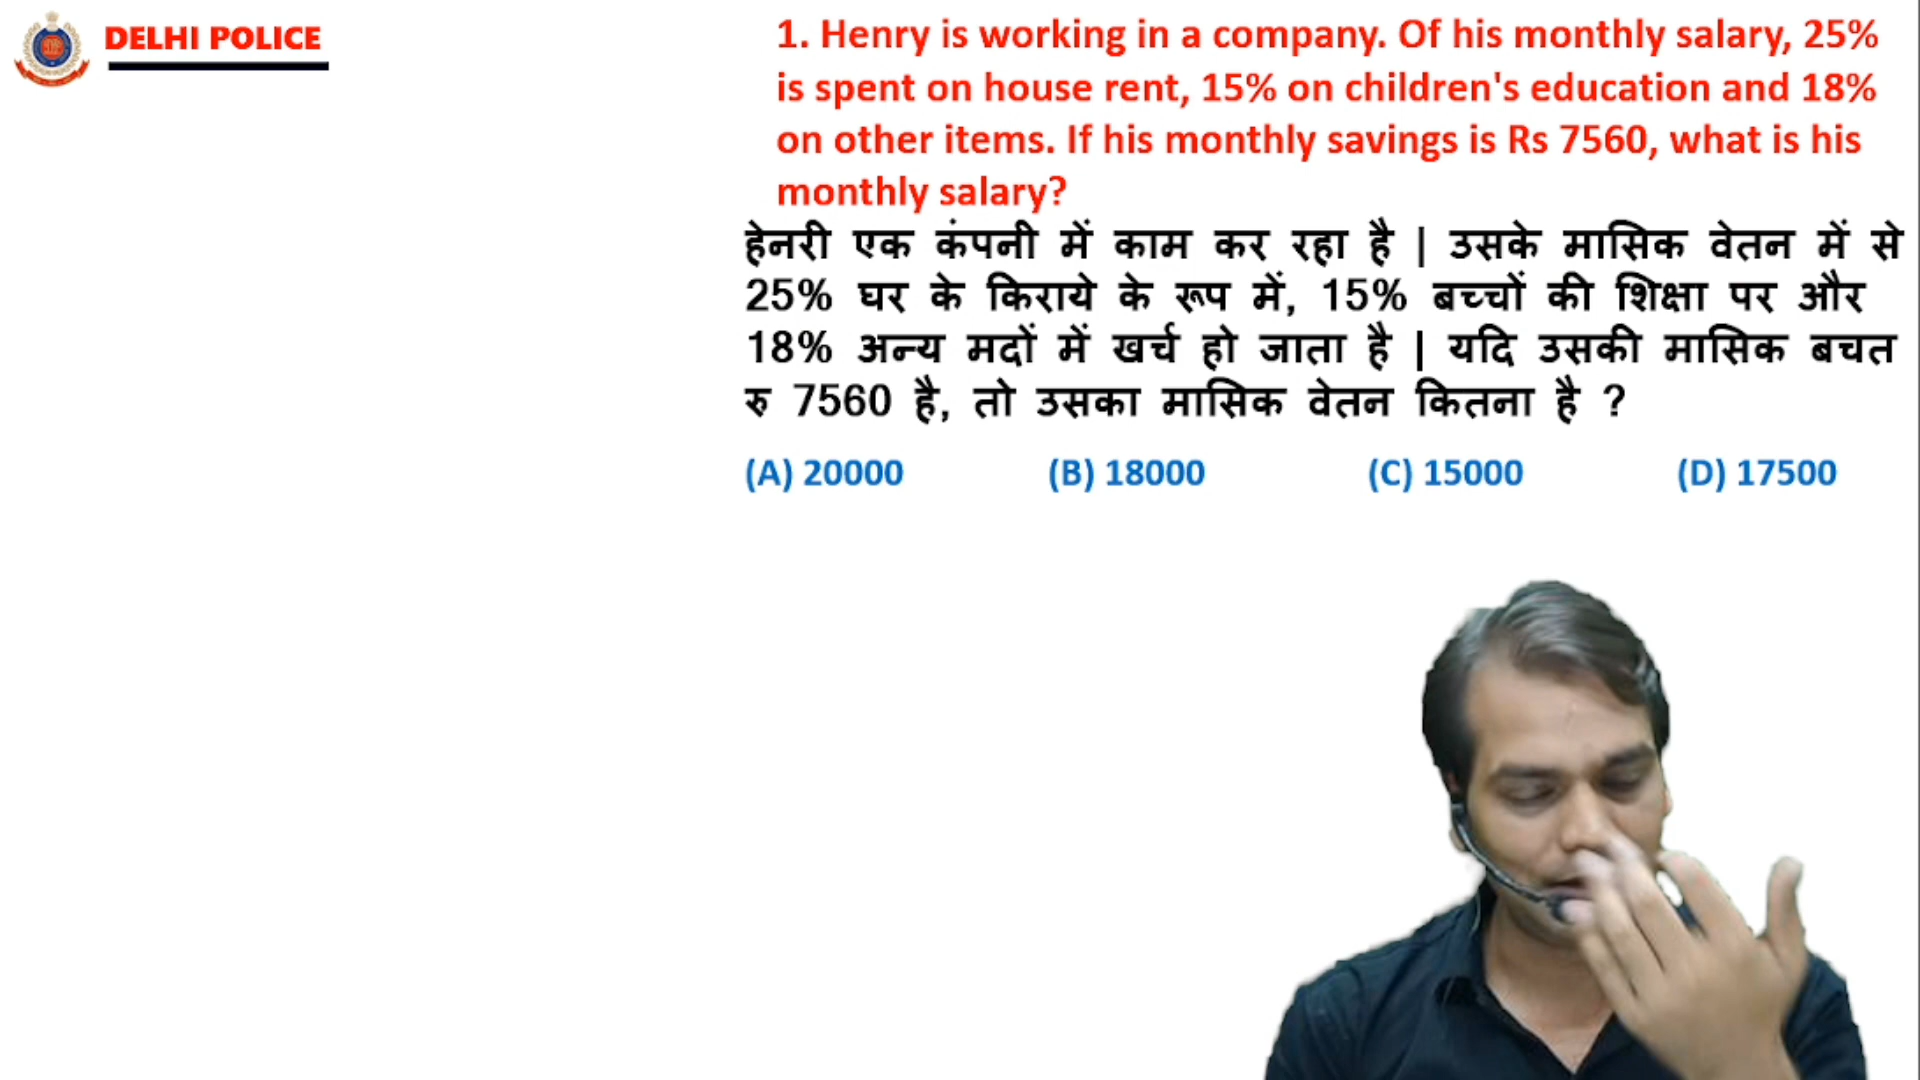 DELHI POLICE
1. Henry is working in a company. Of his monthly salary, 25%
is spent on house rent, 15% on children's education and 18%
on other items. If his monthly savings is Rs 7560, what is his
monthly salary?
हेनरी एक कंपनी में काम कर रहा है | उसके मासिक वेतन में से
25% घर के किराये के रूप में, 15% बच्चों की शिक्षा पर और
18% अन्य मदों में खर्च हो जाता है | यदि उसकी मासिक बचत
रु 7560 है, तो उसका मासिक वेतन कितना है ?
(A) 20000 (B) 18000 (C) 15000 (D) 17500